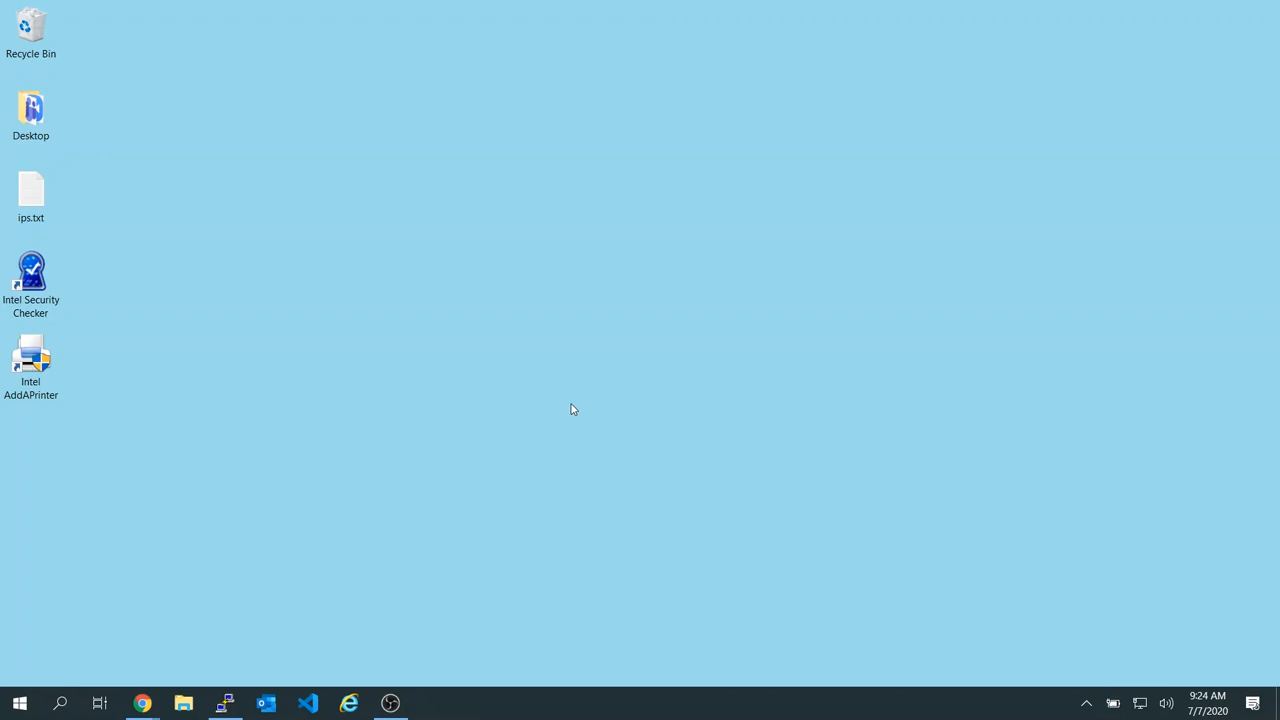 Recycle Bin
Desktop
ips.txt
Intel Security
Checker
Intel
AddAPrinter
9:24 AM
7/7/2020